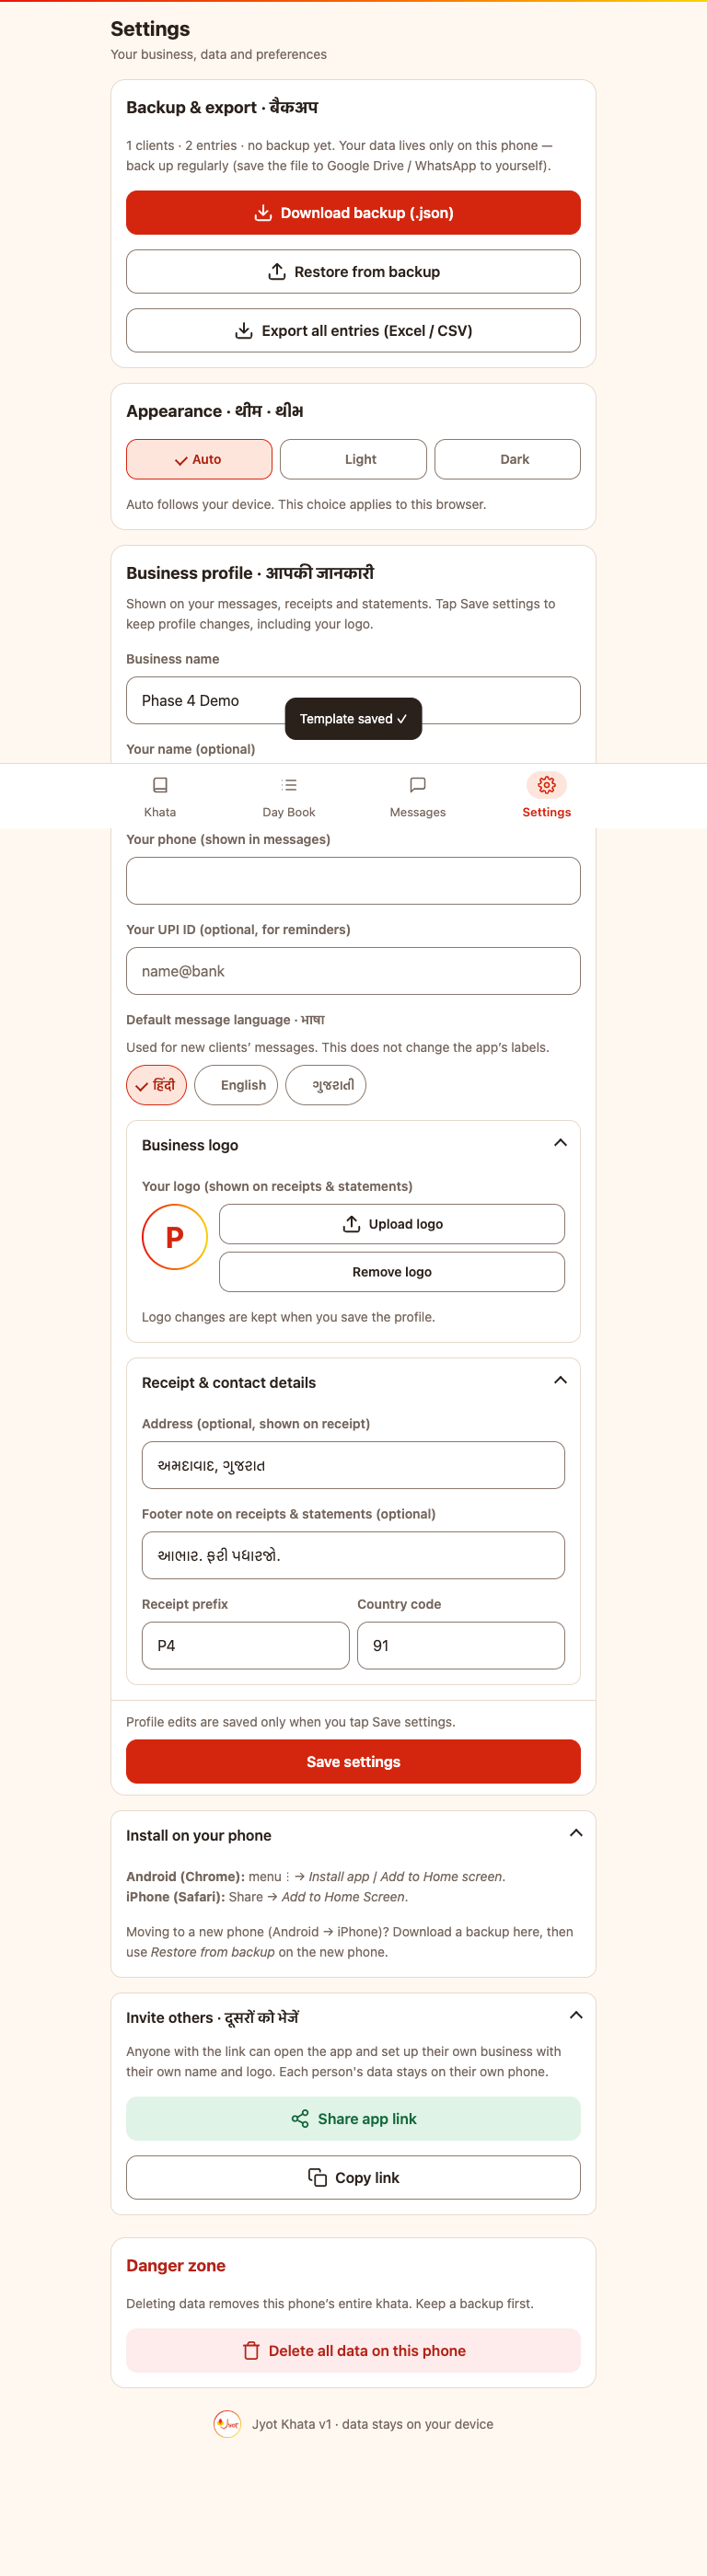 Settings
Your business, data and preferences
Backup & export · बैकअप
1 clients · 2 entries · no backup yet. Your data lives only on this phone —
back up regularly (save the file to Google Drive / WhatsApp to yourself).
Download backup (.json)
Restore from backup
Export all entries (Excel / CSV)
Appearance · थीम · થીમ
Auto
Light
Dark
Auto follows your device. This choice applies to this browser.
Business profile · आपकी जानकारी
Shown on your messages, receipts and statements. Tap Save settings to
keep profile changes, including your logo.
Business name
Phase 4 Demo
Template saved ✓
Your name (optional)
Khata
Day Book
Messages
Settings
Your phone (shown in messages)
Your UPI ID (optional, for reminders)
name@bank
Default message language · भाषा
Used for new clients’ messages. This does not change the app’s labels.
हिंदी
English
ગુજરાતી
Business logo
Your logo (shown on receipts & statements)
P
Upload logo
Remove logo
Logo changes are kept when you save the profile.
Receipt & contact details
Address (optional, shown on receipt)
અમદાવાદ, ગુજરાત
Footer note on receipts & statements (optional)
આભાર. ફરી પધારજો.
Receipt prefix
Country code
P4
91
Profile edits are saved only when you tap Save settings.
Save settings
Install on your phone
Android (Chrome): menu ⋮ → Install app / Add to Home screen.
iPhone (Safari): Share → Add to Home Screen.
Moving to a new phone (Android → iPhone)? Download a backup here, then
use Restore from backup on the new phone.
Invite others · दूसरों को भेजें
Anyone with the link can open the app and set up their own business with
their own name and logo. Each person's data stays on their own phone.
Share app link
Copy link
Danger zone
Deleting data removes this phone’s entire khata. Keep a backup first.
Delete all data on this phone
Jyot
Jyot Khata v1 · data stays on your device